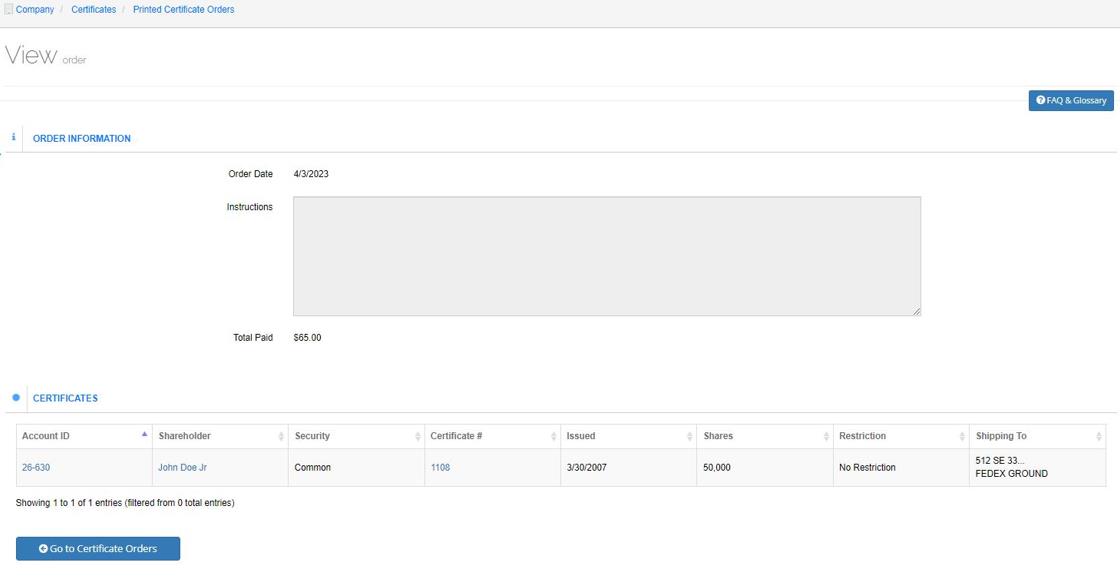 Company / Certificates / Printed Certificate Orders
View order
FAQ & Glossary
ORDER INFORMATION
Order Date 4/3/2023
Instructions
Total Paid $65.00
CERTIFICATES
Account ID Shareholder Security Certificate # Issued Shares Restriction Shipping To
26-630 John Doe Jr Common 1108 3/30/2007 50,000 No Restriction 512 SE 33...
FEDEX GROUND
Showing 1 to 1 of 1 entries (filtered from 0 total entries)
Go to Certificate Orders